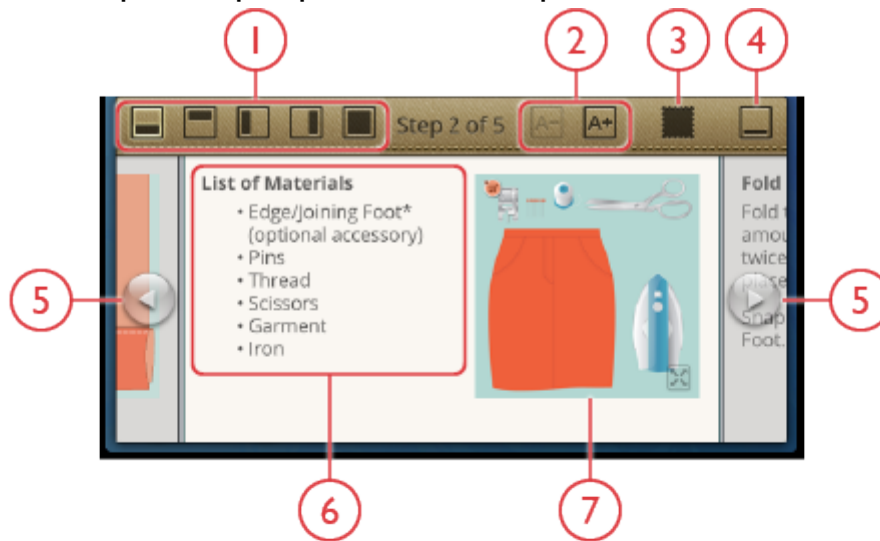 1 2 3 4
Step 2 of 5 A− A+
List of Materials
• Edge/Joining Foot*
(optional accessory)
• Pins
• Thread
• Scissors
• Garment
• Iron
Fold
Fold
twice
Snap
Foot.
5 5
6 7